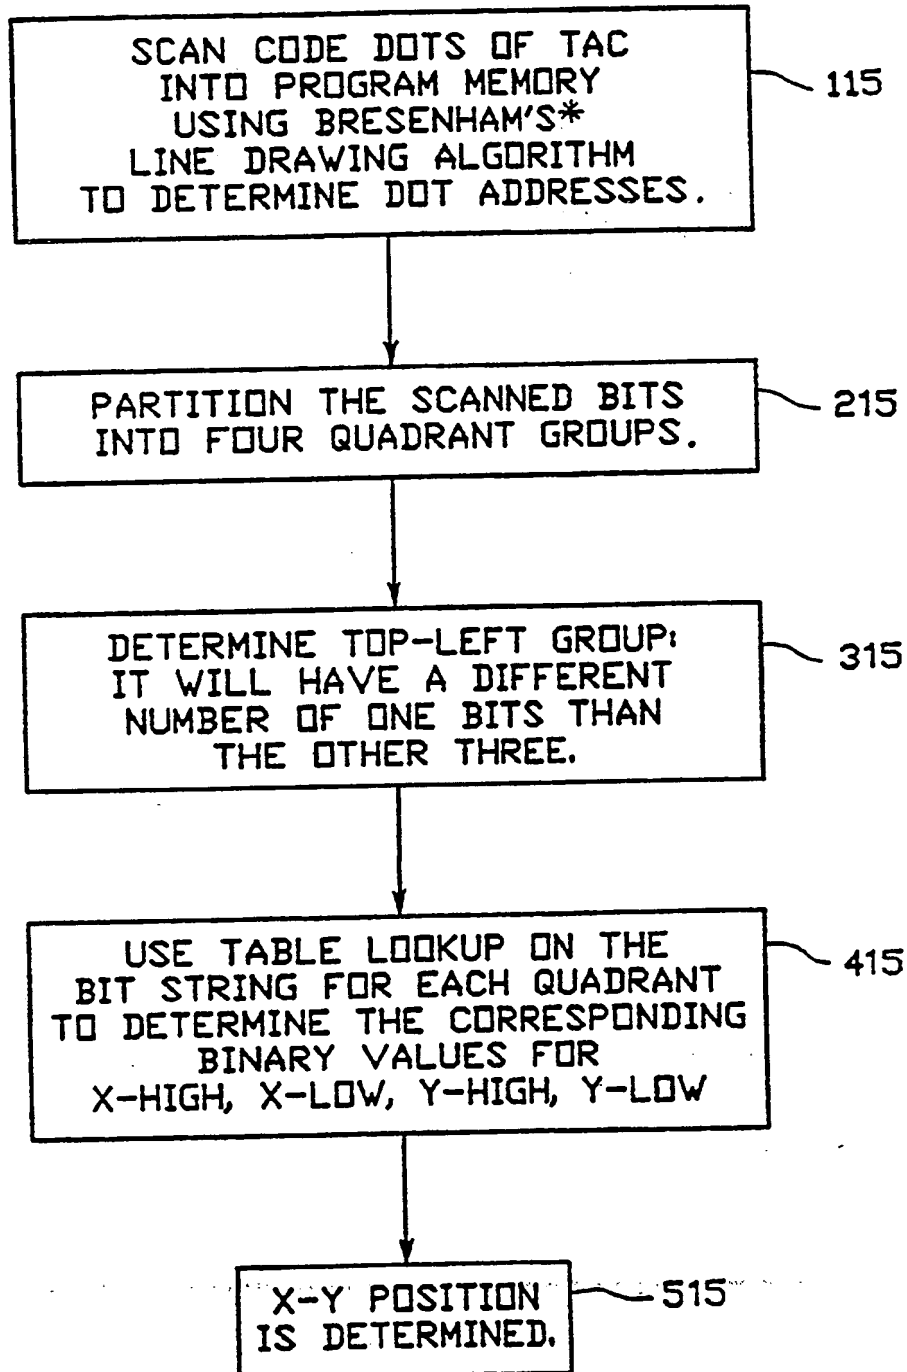 SCAN CODE DOTS OF TAC
INTO PROGRAM MEMORY
USING BRESENHAM'S*
LINE DRAWING ALGORITHM
TO DETERMINE DOT ADDRESSES.
115
PARTITION THE SCANNED BITS
INTO FOUR QUADRANT GROUPS.
215
DETERMINE TOP-LEFT GROUP:
IT WILL HAVE A DIFFERENT
NUMBER OF ONE BITS THAN
THE OTHER THREE.
315
USE TABLE LOOKUP ON THE
BIT STRING FOR EACH QUADRANT
TO DETERMINE THE CORRESPONDING
BINARY VALUES FOR
X-HIGH, X-LOW, Y-HIGH, Y-LOW
415
X-Y POSITION
IS DETERMINED.
515